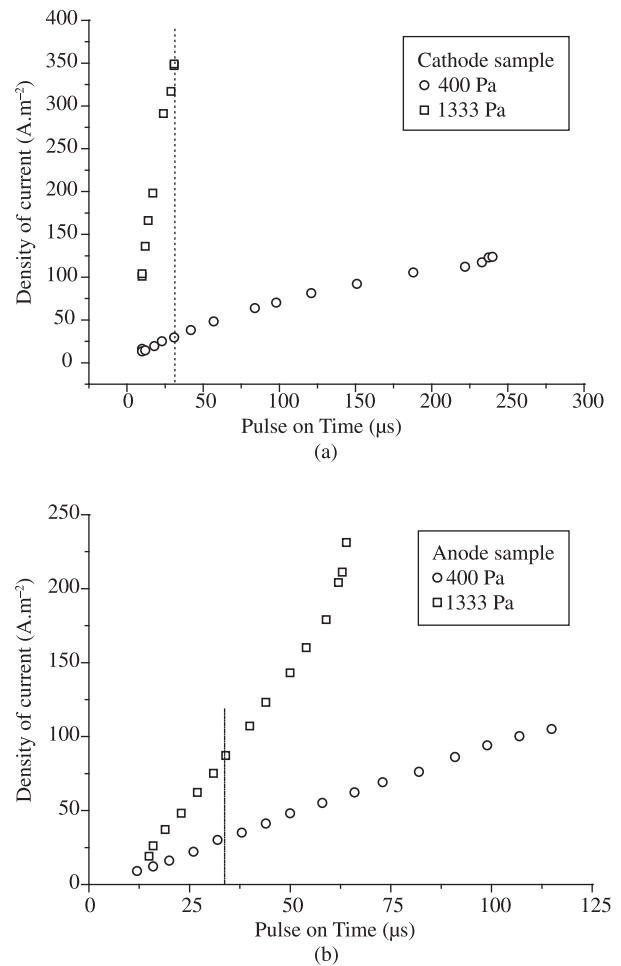 400
350
300
250
200
150
100
50
0
Density of current (A.m⁻²)
Cathode sample
400 Pa
1333 Pa
0 50 100 150 200 250 300
Pulse on Time (µs)
(a)
250
200
150
100
50
0
Density of current (A.m⁻²)
Anode sample
400 Pa
1333 Pa
0 25 50 75 100 125
Pulse on Time (µs)
(b)